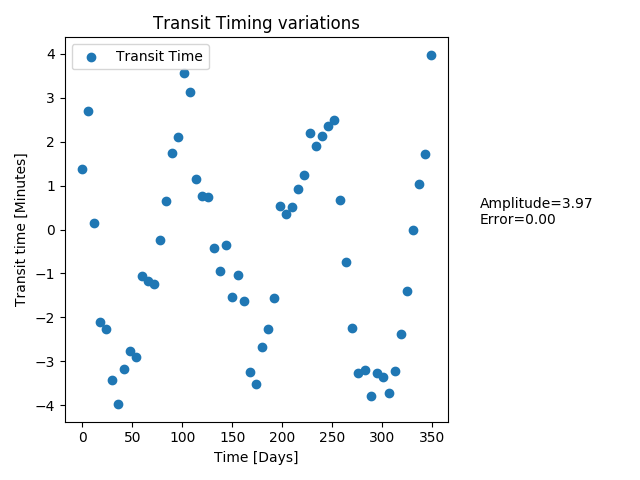 Transit Timing variations
Transit Time
Transit time [Minutes]
4
3
2
1
0
−1
−2
−3
−4
0 50 100 150 200 250 300 350
Time [Days]
Amplitude=3.97
Error=0.00